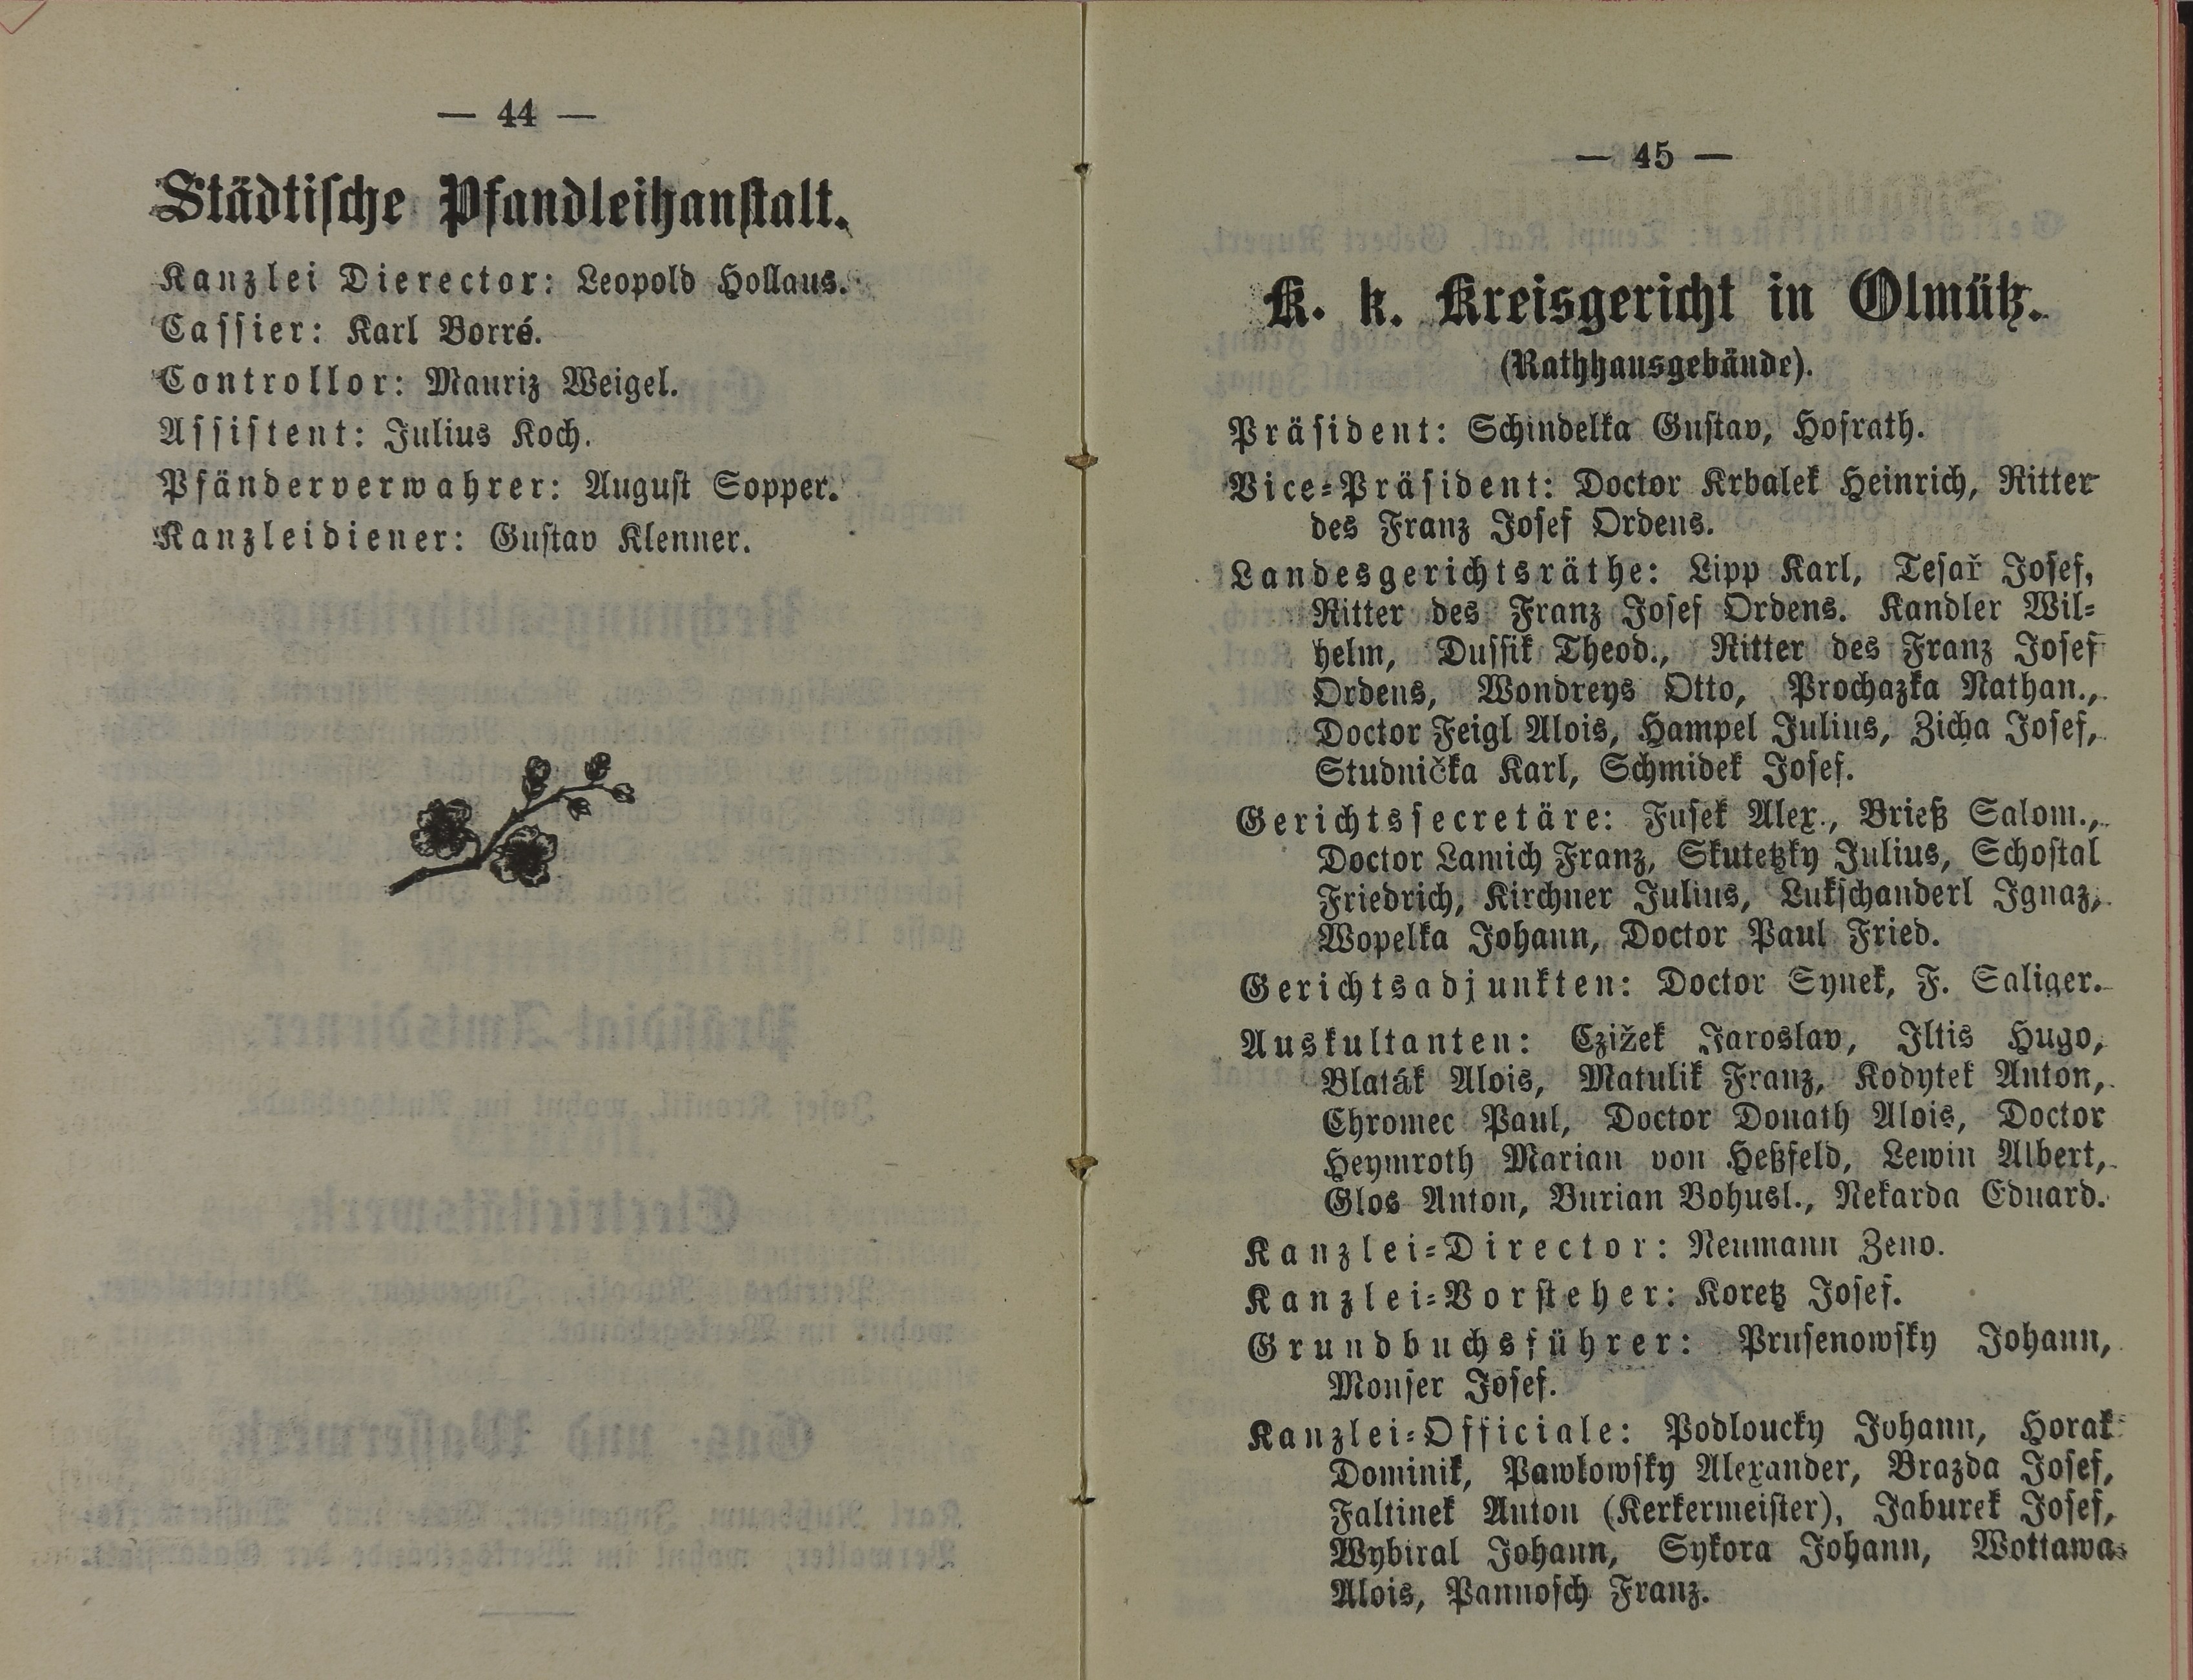 — 44 —
Städtische Pfandleihanstalt.
Kanzlei Dierector: Leopold Hollaus.
Cassier: Karl Borré.
Controllor: Mauriz Weigel.
Assistent: Julius Koch.
Pfänderverwahrer: August Sopper.
Kanzleidiener: Gustav Klenner.
— 45 —
K. k. Kreisgericht in Olmütz.
(Rathhausgebäude).
Präsident: Schindelka Gustav, Hofrath.
Vice-Präsident: Doctor Krbalek Heinrich, Ritter
des Franz Josef Ordens.
Landesgerichtsräthe: Lipp Karl, Tesař Josef,
Ritter des Franz Josef Ordens. Kandler Wil-
helm, Dussik Theod., Ritter des Franz Josef
Ordens, Wondreys Otto, Prochazka Nathan.,
Doctor Feigl Alois, Hampel Julius, Zicha Josef,
Studnička Karl, Schmidek Josef.
Gerichtssecretäre: Fusek Alex., Brieß Salom.,
Doctor Lamich Franz, Skutetzky Julius, Schostal
Friedrich, Kirchner Julius, Lukschanderl Ignaz,
Wopelka Johann, Doctor Paul Fried.
Gerichtsadjunkten: Doctor Synek, F. Saliger.
Auskultanten: Czižek Jaroslav, Iltis Hugo,
Blaták Alois, Matulik Franz, Kodytek Anton,
Chromec Paul, Doctor Donath Alois, Doctor
Heymroth Marian von Heßfeld, Lewin Albert,
Glos Anton, Burian Bohusl., Nekarda Eduard.
Kanzlei-Director: Neumann Zeno.
Kanzlei-Vorsteher: Koretz Josef.
Grundbuchsführer: Prusenowsky Johann,
Monser Josef.
Kanzlei-Officiale: Podloucky Johann, Horak
Dominik, Pawlowsky Alexander, Brazda Josef,
Faltinek Anton (Kerkermeister), Jaburek Josef,
Wybiral Johann, Sykora Johann, Wottawa
Alois, Pannosch Franz.